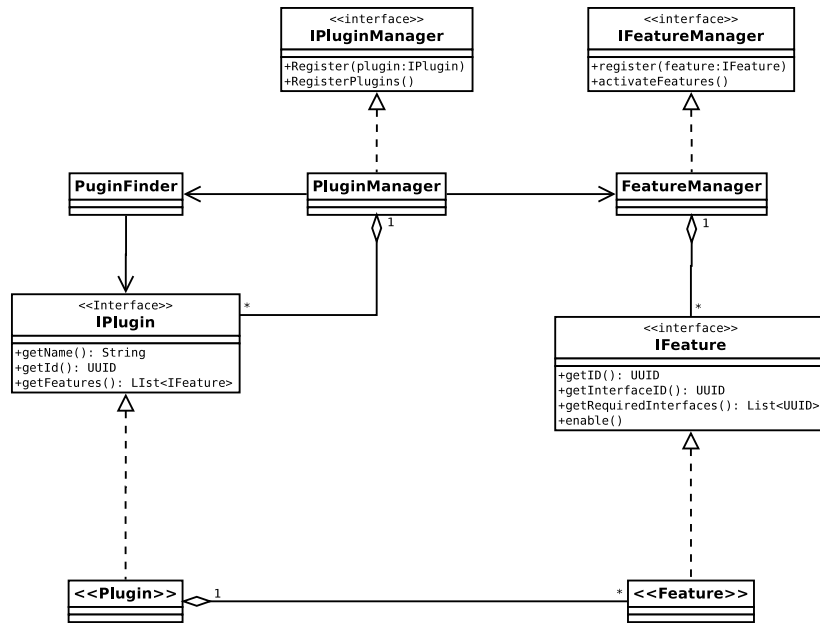 <<interface>>
IPluginManager
+Register(plugin:IPlugin)
+RegisterPlugins()
<<interface>>
IFeatureManager
+register(feature:IFeature)
+activateFeatures()
PuginFinder
PluginManager
FeatureManager
1
1
<<Interface>>
IPlugin
+getName(): String
+getId(): UUID
+getFeatures(): LIst<IFeature>
*
*
<<interface>>
IFeature
+getID(): UUID
+getInterfaceID(): UUID
+getRequiredInterfaces(): List<UUID>
+enable()
<<Plugin>>
1
*
<<Feature>>